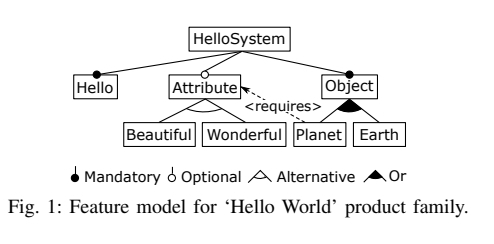 HelloSystem
Hello Attribute Object
<requires>
Beautiful Wonderful Planet Earth
Mandatory Optional Alternative Or
Fig. 1: Feature model for ‘Hello World’ product family.